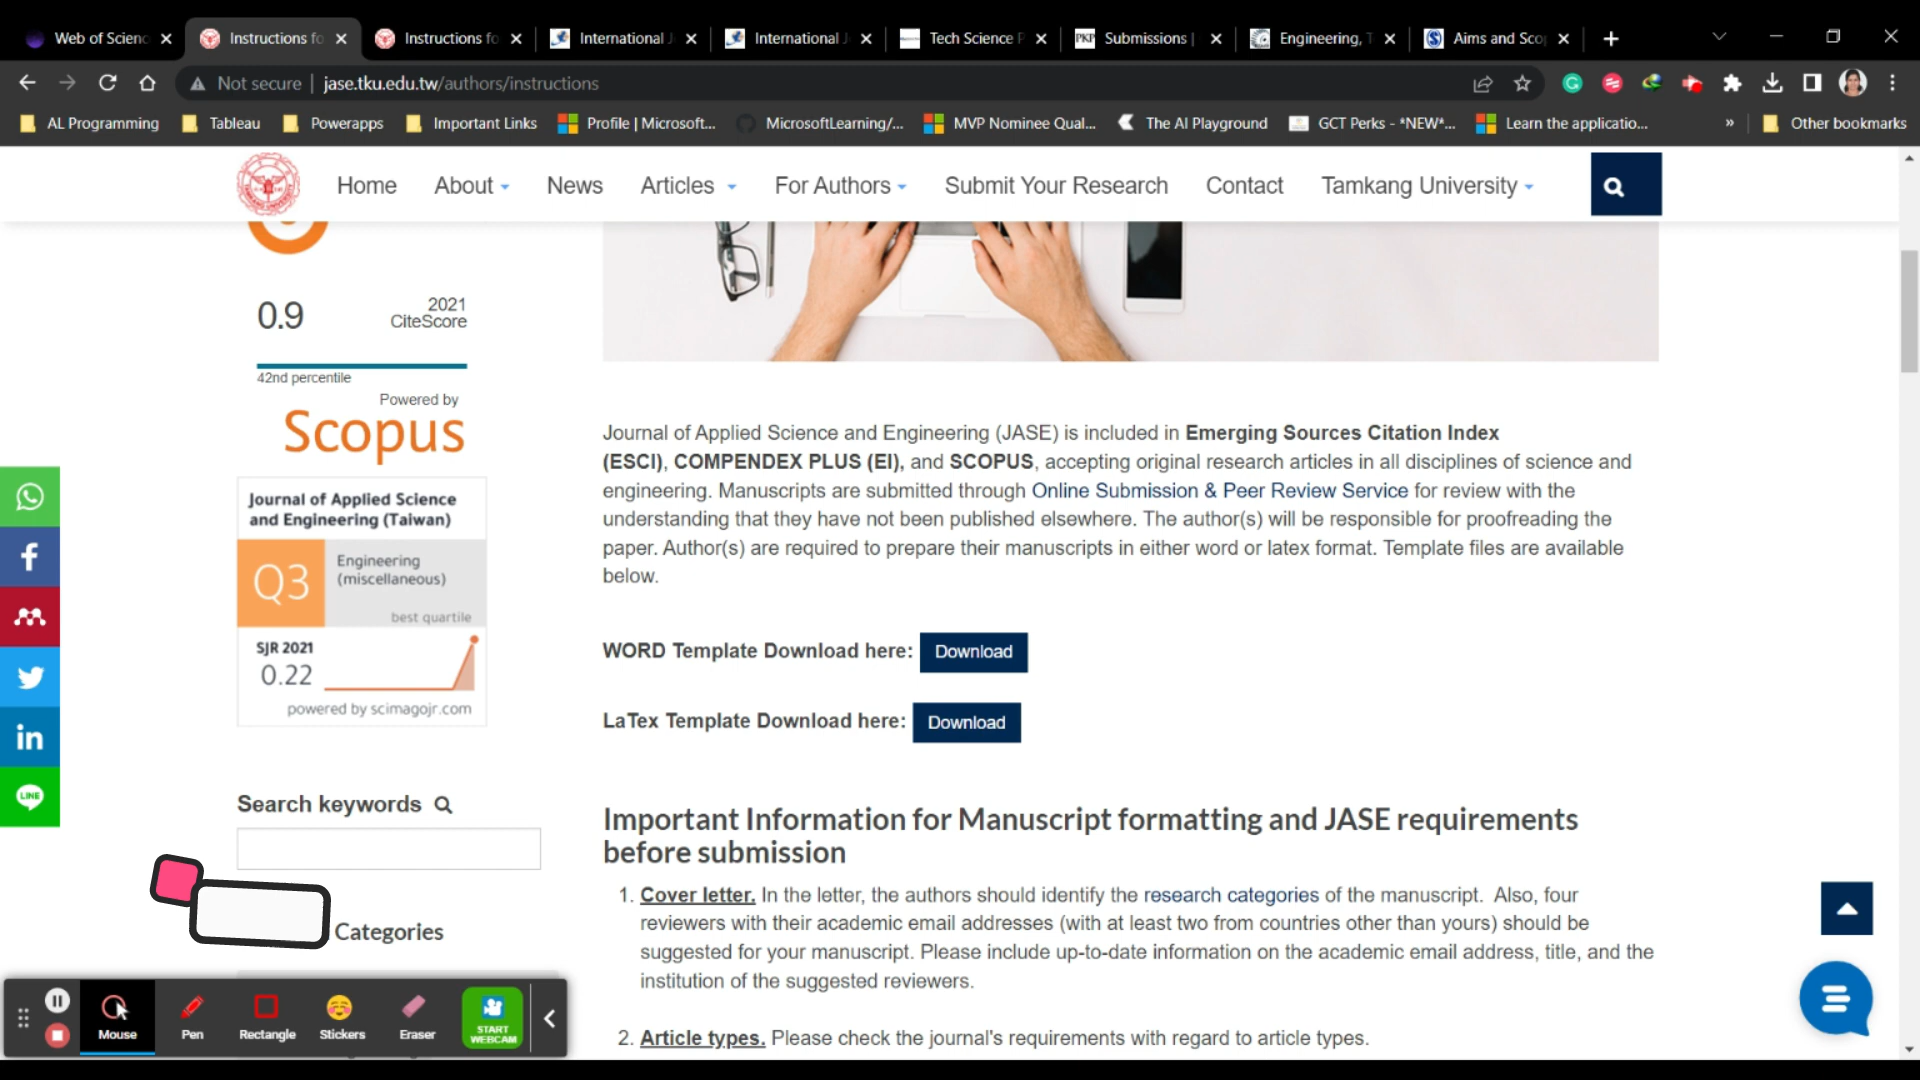 Web of Scienc
Instructions fo
Instructions fo
International J
International J
Tech Science P
PKP Submissions |
Engineering, T
Aims and Scop
Not secure
jase.tku.edu.tw/authors/instructions
AL Programming
Tableau
Powerapps
Important Links
Profile | Microsoft...
MicrosoftLearning/...
MVP Nominee Qual...
The AI Playground
GCT Perks - *NEW*...
Learn the applicatio...
»
Other bookmarks
Home
About
News
Articles
For Authors
Submit Your Research
Contact
Tamkang University
0.9
2021
CiteScore
42nd percentile
Powered by
Scopus
Journal of Applied Science
and Engineering (Taiwan)
Q3
Engineering
(miscellaneous)
best quartile
SJR 2021
0.22
powered by scimagojr.com
Search keywords
Categories
Journal of Applied Science and Engineering (JASE) is included in Emerging Sources Citation Index
(ESCI), COMPENDEX PLUS (EI), and SCOPUS, accepting original research articles in all disciplines of science and
engineering. Manuscripts are submitted through Online Submission & Peer Review Service for review with the
understanding that they have not been published elsewhere. The author(s) will be responsible for proofreading the
paper. Author(s) are required to prepare their manuscripts in either word or latex format. Template files are available
below.
WORD Template Download here: Download
LaTex Template Download here: Download
Important Information for Manuscript formatting and JASE requirements
before submission
1. Cover letter. In the letter, the authors should identify the research categories of the manuscript. Also, four
reviewers with their academic email addresses (with at least two from countries other than yours) should be
suggested for your manuscript. Please include up-to-date information on the academic email address, title, and the
institution of the suggested reviewers.
2. Article types. Please check the journal's requirements with regard to article types.
LINE
Mouse
Pen
Rectangle
Stickers
Eraser
START
WEBCAM